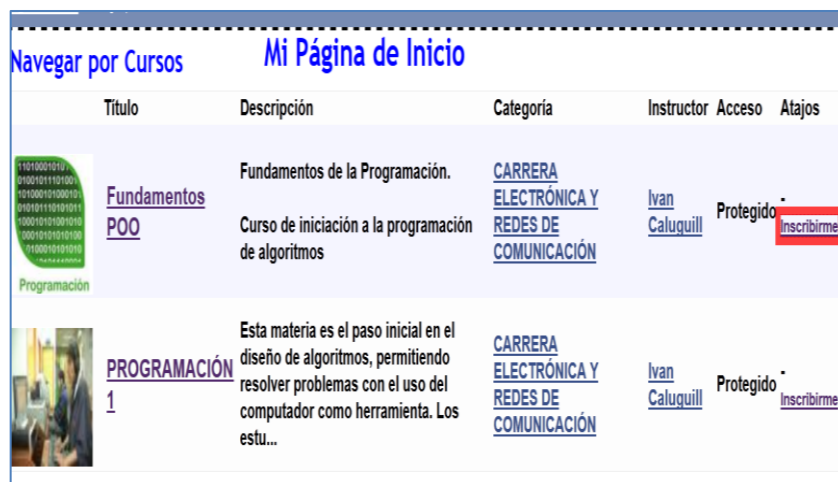 Navegar por Cursos
Mi Página de Inicio
Título Descripción Categoría Instructor Acceso Atajos
Programación
Fundamentos
POO
Fundamentos de la Programación.
Curso de iniciación a la programación
de algoritmos
CARRERA
ELECTRÓNICA Y
REDES DE
COMUNICACIÓN
Ivan
Caluguill
Protegido
-
Inscribirme
PROGRAMACIÓN
1
Esta materia es el paso inicial en el
diseño de algoritmos, permitiendo
resolver problemas con el uso del
computador como herramienta. Los
estu...
CARRERA
ELECTRÓNICA Y
REDES DE
COMUNICACIÓN
Ivan
Caluguill
Protegido
-
Inscribirme